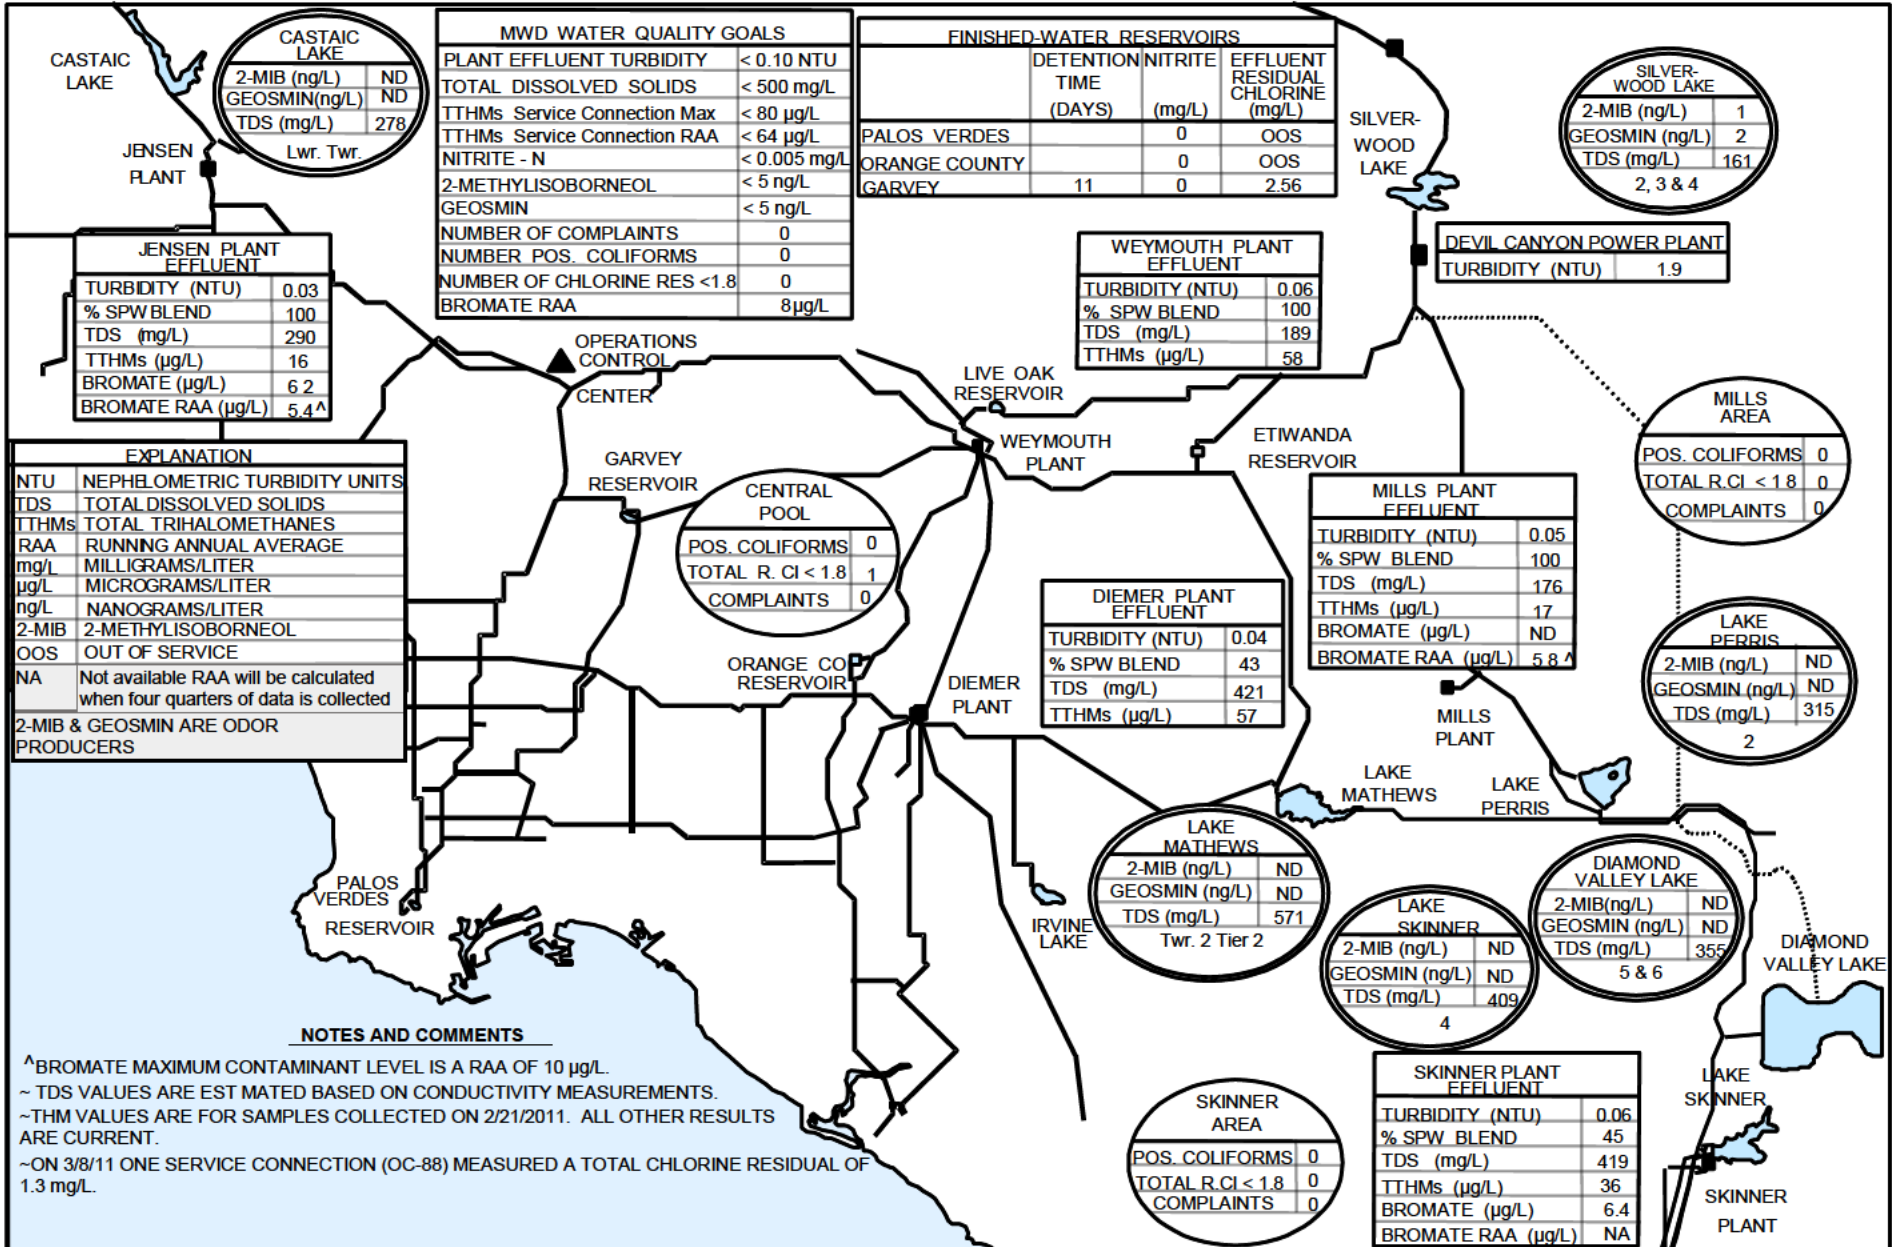 CASTAIC
LAKE
CASTAIC
LAKE
2-MIB (ng/L) ND
GEOSMIN(ng/L) ND
TDS (mg/L) 278
Lwr. Twr.
JENSEN
PLANT
MWD WATER QUALITY GOALS
PLANT EFFLUENT TURBIDITY < 0.10 NTU
TOTAL DISSOLVED SOLIDS < 500 mg/L
TTHMs Service Connection Max < 80 µg/L
TTHMs Service Connection RAA < 64 µg/L
NITRITE - N < 0.005 mg/L
2-METHYLISOBORNEOL < 5 ng/L
GEOSMIN < 5 ng/L
NUMBER OF COMPLAINTS 0
NUMBER POS. COLIFORMS 0
NUMBER OF CHLORINE RES <1.8 0
BROMATE RAA 8µg/L
FINISHED-WATER RESERVOIRS
DETENTION NITRITE EFFLUENT
TIME RESIDUAL
CHLORINE
(DAYS) (mg/L) (mg/L)
PALOS VERDES 0 OOS
ORANGE COUNTY 0 OOS
GARVEY 11 0 2.56
SILVER-
WOOD
LAKE
SILVER-
WOOD LAKE
2-MIB (ng/L) 1
GEOSMIN (ng/L) 2
TDS (mg/L) 161
2, 3 & 4
DEVIL CANYON POWER PLANT
TURBIDITY (NTU) 1.9
JENSEN PLANT
EFFLUENT
TURBIDITY (NTU) 0.03
% SPW BLEND 100
TDS (mg/L) 290
TTHMs (µg/L) 16
BROMATE (µg/L) 6 2
BROMATE RAA (µg/L) 5.4^
OPERATIONS
CONTROL
CENTER
WEYMOUTH PLANT
EFFLUENT
TURBIDITY (NTU) 0.06
% SPW BLEND 100
TDS (mg/L) 189
TTHMs (µg/L) 58
LIVE OAK
RESERVOIR
WEYMOUTH
PLANT
ETIWANDA
RESERVOIR
MILLS
AREA
POS. COLIFORMS 0
TOTAL R.Cl < 1 8 0
COMPLAINTS 0
EXPLANATION
NTU NEPHELOMETRIC TURBIDITY UNITS
TDS TOTAL DISSOLVED SOLIDS
TTHMs TOTAL TRIHALOMETHANES
RAA RUNNING ANNUAL AVERAGE
mg/L MILLIGRAMS/LITER
µg/L MICROGRAMS/LITER
ng/L NANOGRAMS/LITER
2-MIB 2-METHYLISOBORNEOL
OOS OUT OF SERVICE
NA Not available RAA will be calculated
when four quarters of data is collected
2-MIB & GEOSMIN ARE ODOR
PRODUCERS
GARVEY
RESERVOIR
CENTRAL
POOL
POS. COLIFORMS 0
TOTAL R. Cl < 1.8 1
COMPLAINTS 0
MILLS PLANT
EFFLUENT
TURBIDITY (NTU) 0.05
% SPW BLEND 100
TDS (mg/L) 176
TTHMs (µg/L) 17
BROMATE (µg/L) ND
BROMATE RAA (µg/L) 5 8 ^
DIEMER PLANT
EFFLUENT
TURBIDITY (NTU) 0.04
% SPW BLEND 43
TDS (mg/L) 421
TTHMs (µg/L) 57
LAKE
PERRIS
2-MIB (ng/L) ND
GEOSMIN (ng/L) ND
TDS (mg/L) 315
2
ORANGE CO
RESERVOIR
DIEMER
PLANT
MILLS
PLANT
LAKE
MATHEWS
LAKE
PERRIS
LAKE
MATHEWS
2-MIB (ng/L) ND
GEOSMIN (ng/L) ND
TDS (mg/L) 571
Twr. 2 Tier 2
DIAMOND
VALLEY LAKE
2-MIB(ng/L) ND
GEOSMIN (ng/L) ND
TDS (mg/L) 355
5 & 6
PALOS
VERDES
RESERVOIR
IRVINE
LAKE
LAKE
SKINNER
2-MIB (ng/L) ND
GEOSMIN (ng/L) ND
TDS (mg/L) 409
4
DIAMOND
VALLEY LAKE
NOTES AND COMMENTS
^BROMATE MAXIMUM CONTAMINANT LEVEL IS A RAA OF 10 µg/L.
~ TDS VALUES ARE EST MATED BASED ON CONDUCTIVITY MEASUREMENTS.
~THM VALUES ARE FOR SAMPLES COLLECTED ON 2/21/2011. ALL OTHER RESULTS
ARE CURRENT.
~ON 3/8/11 ONE SERVICE CONNECTION (OC-88) MEASURED A TOTAL CHLORINE RESIDUAL OF
1.3 mg/L.
SKINNER
AREA
POS. COLIFORMS 0
TOTAL R.Cl < 1.8 0
COMPLAINTS 0
SKINNER PLANT
EFFLUENT
TURBIDITY (NTU) 0.06
% SPW BLEND 45
TDS (mg/L) 419
TTHMs (µg/L) 36
BROMATE (µg/L) 6.4
BROMATE RAA (µg/L) NA
LAKE
SKINNER
SKINNER
PLANT